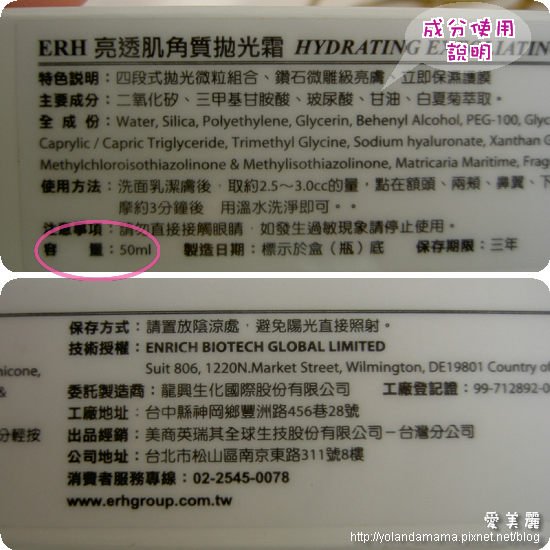 成分使用
說明
ERH 亮透肌角質拋光霜 HYDRATING EXFOLIATIN
特色說明：四段式拋光微粒組合、鑽石微雕級亮膚、立即保濕護膜
主要成分：二氧化矽、三甲基甘胺酸、玻尿酸、甘油、白夏菊萃取。
全 成 份：Water, Silica, Polyethylene, Glycerin, Behenyl Alcohol, PEG-100, Glyc
Caprylic / Capric Triglyceride, Trimethyl Glycine, Sodium hyaluronate, Xanthan G
Methylchloroisothiazolinone & Methylisothiazolinone, Matricaria Maritime, Frag
使用方法：洗面乳潔膚後，取約2.5～3.0cc的量，點在額頭、兩頰、鼻翼、下
摩約3分鐘後，用溫水洗淨即可。。
注意事項：請勿直接接觸眼睛，如發生過敏現象請停止使用。
容 量：50ml 製造日期：標示於盒（瓶）底 保存期限：三年
保存方式：請置放陰涼處，避免陽光直接照射。
技術授權：ENRICH BIOTECH GLOBAL LIMITED
nicone, Suite 806, 1220N.Market Street, Wilmington, DE19801 Country of
& 委託製造商：龍興生化國際股份有限公司 工廠登記證：99-712892-0
工廠地址：台中縣神岡鄉豐洲路456巷28號
分輕按 出品經銷：美商英瑞其全球生技股份有限公司－台灣分公司
公司地址：台北市松山區南京東路311號8樓
消費者服務專線：02-2545-0078
www.erhgroup.com.tw
愛美麗
http://yolandamama.pixnet.net/blog